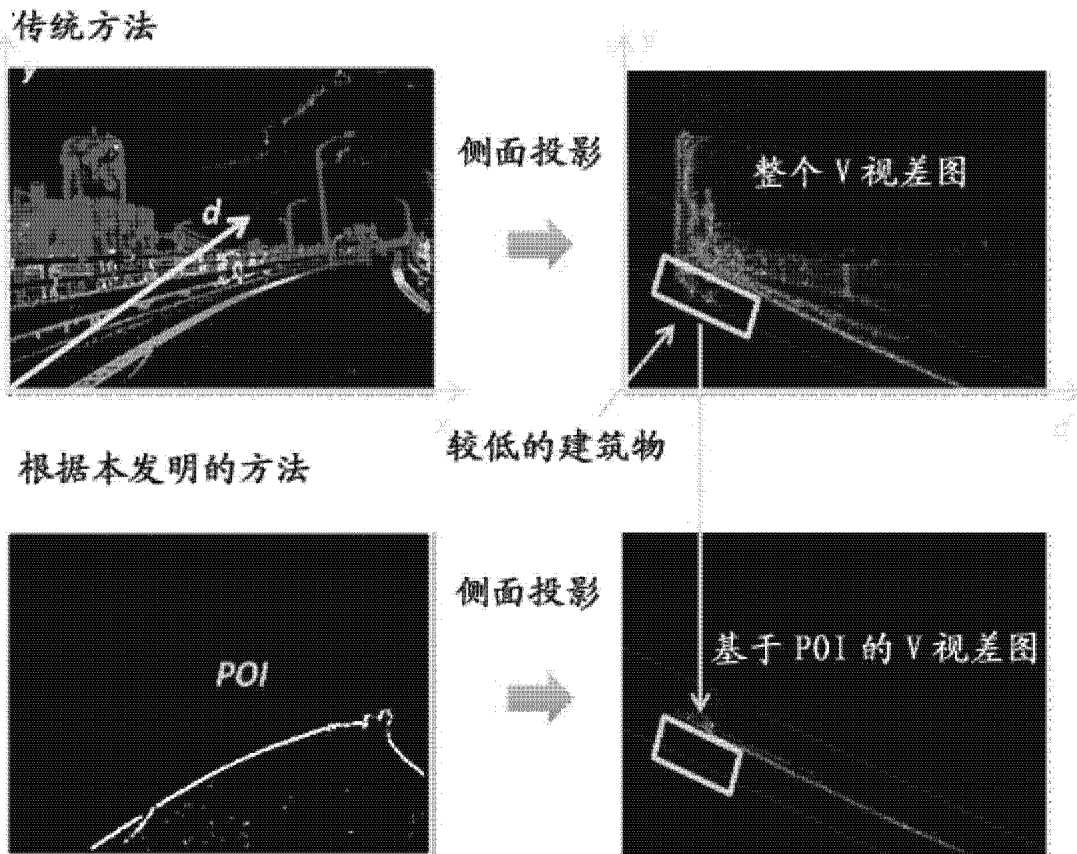 传统方法
y
d
侧面投影
y
整个 V 视差图
x
d
较低的建筑物
根据本发明的方法
POI
侧面投影
基于 POI 的 V 视差图